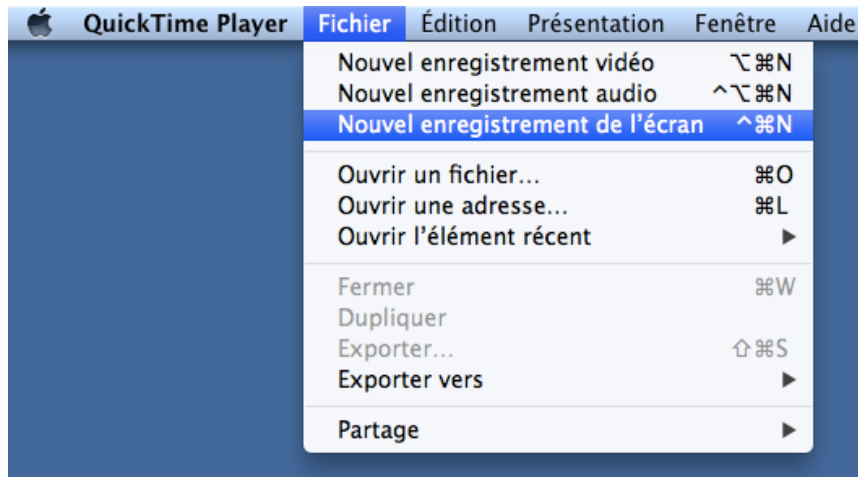 QuickTime Player Fichier Édition Présentation Fenêtre Aide
Nouvel enregistrement vidéo ⌥⌘N
Nouvel enregistrement audio ^⌥⌘N
Nouvel enregistrement de l’écran ^⌘N
Ouvrir un fichier... ⌘O
Ouvrir une adresse... ⌘L
Ouvrir l’élément récent ▶
Fermer ⌘W
Dupliquer
Exporter... ⇧⌘S
Exporter vers ▶
Partage ▶